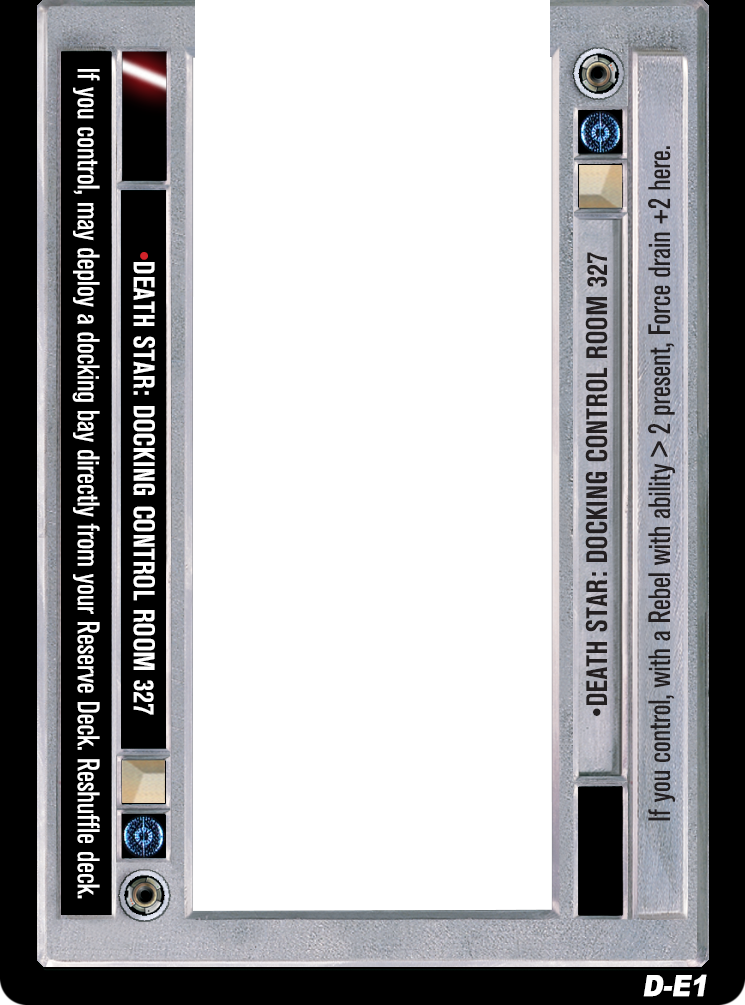 If you control, may deploy a docking bay directly from your Reserve Deck. Reshuffle deck.
•DEATH STAR: DOCKING CONTROL ROOM 327
•DEATH STAR: DOCKING CONTROL ROOM 327
If you control, with a Rebel with ability > 2 present, Force drain +2 here.
D-E1